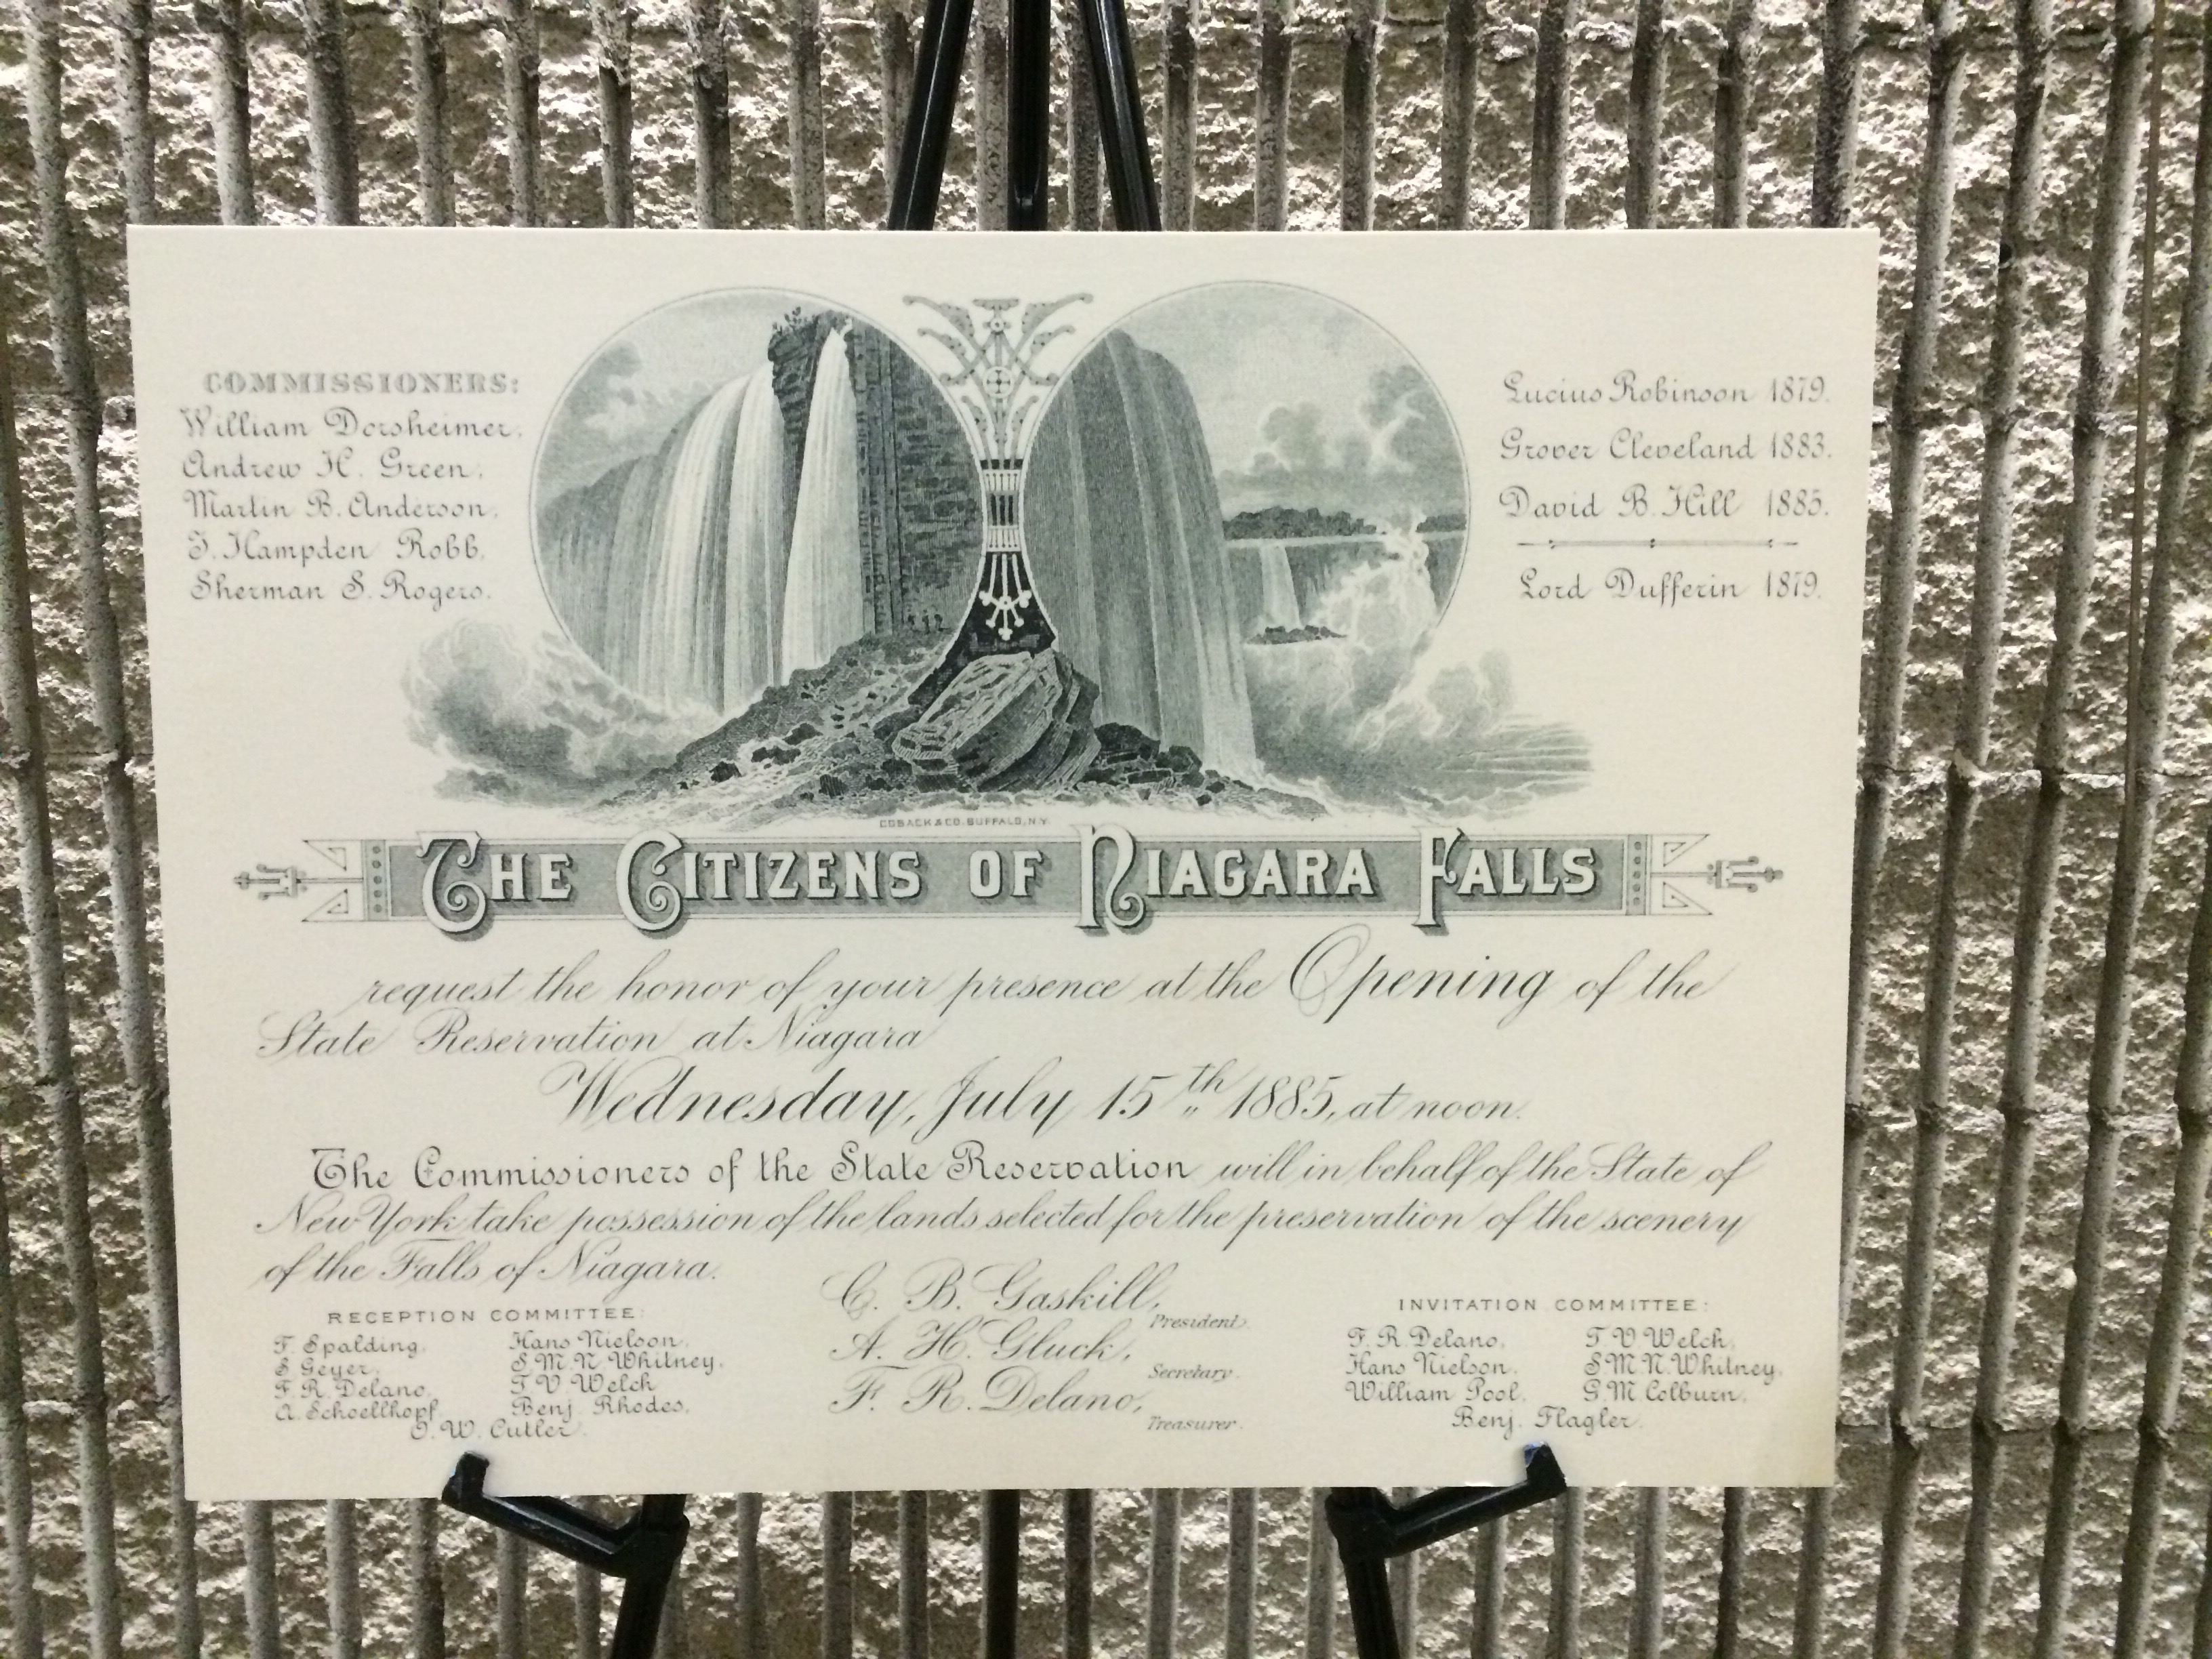 COMMISSIONERS:
William Dorsheimer,
Andrew H. Green,
Martin B. Anderson,
J. Hampden Robb,
Sherman S. Rogers.
Lucius Robinson 1879.
Grover Cleveland 1883.
David B. Hill 1885.
Lord Dufferin 1879.
COSACK & CO. BUFFALO, N.Y.
THE CITIZENS OF NIAGARA FALLS
request the honor of your presence at the Opening of the
State Reservation at Niagara
Wednesday, July 15th 1885, at noon.
The Commissioners of the State Reservation will in behalf of the State of
New York take possession of the lands selected for the preservation of the scenery
of the Falls of Niagara.
RECEPTION COMMITTEE:
F. Spalding, Hans Nielson,
S Geyer, S.M.N. Whitney,
F. R. Delano, T V Welch
A. Schoellkopf, Benj. Rhodes,
O. W. Cutler.
C. B. Gaskill,
President.
A. H. Gluck,
Secretary.
F. R. Delano,
Treasurer.
INVITATION COMMITTEE:
F. R. Delano, T V Welch,
Hans Nielson, S M N. Whitney,
William Pool, G. M. Colburn,
Benj. Flagler.